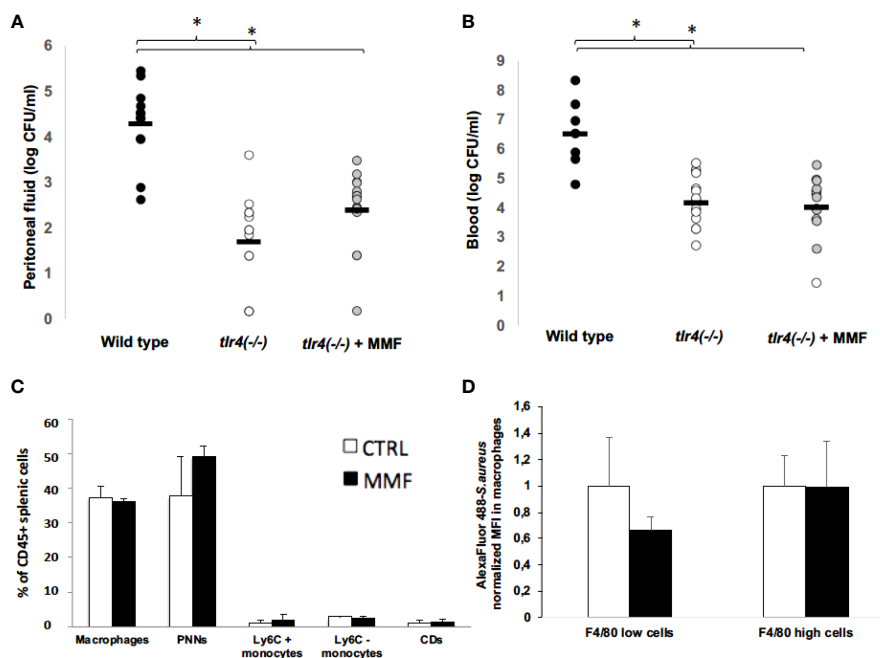 A
B
*
*
*
*
6
5
4
3
2
1
0
Peritoneal fluid (log CFU/ml)
Wild type
tlr4(-/-)
tlr4(-/-) + MMF
9
8
7
6
5
4
3
2
1
0
Blood (log CFU/ml)
Wild type
tlr4(-/-)
tlr4(-/-) + MMF
C
D
60
50
40
30
20
10
0
% of CD45+ splenic cells
CTRL
MMF
Macrophages
PNNs
Ly6C +
monocytes
Ly6C -
monocytes
CDs
1,6
1,4
1,2
1
0,8
0,6
0,4
0,2
0
AlexaFluor 488-S.aureus
normalized MFI in macrophages
F4/80 low cells
F4/80 high cells